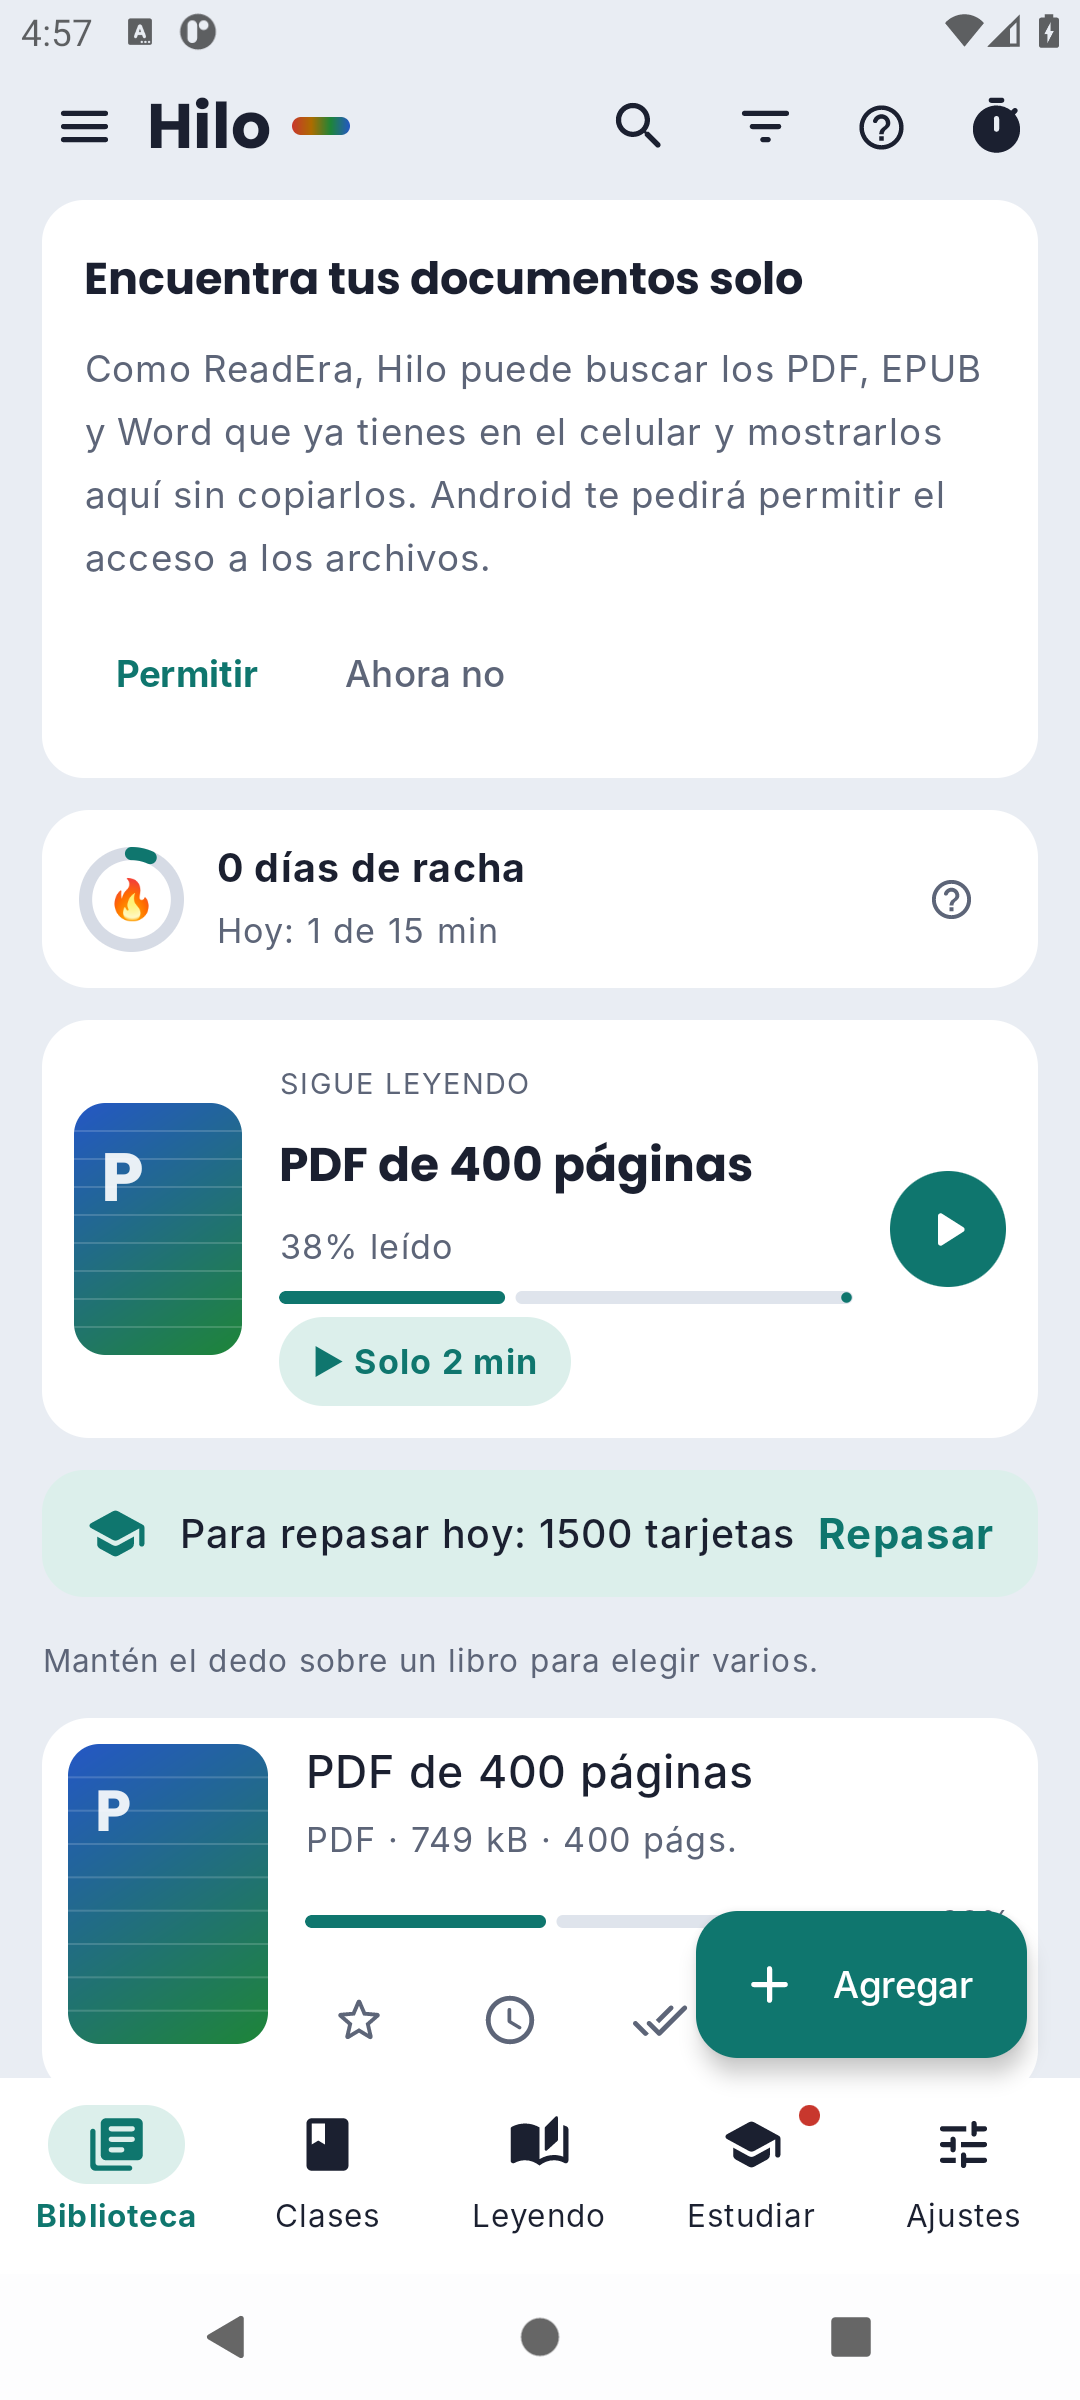 4:57
Hilo
Encuentra tus documentos solo
Como ReadEra, Hilo puede buscar los PDF, EPUB
y Word que ya tienes en el celular y mostrarlos
aquí sin copiarlos. Android te pedirá permitir el
acceso a los archivos.
Permitir
Ahora no
0 días de racha
Hoy: 1 de 15 min
SIGUE LEYENDO
P
PDF de 400 páginas
38% leído
Solo 2 min
Para repasar hoy: 1500 tarjetas
Repasar
Mantén el dedo sobre un libro para elegir varios.
P
PDF de 400 páginas
PDF · 749 kB · 400 págs.
Agregar
Biblioteca
Clases
Leyendo
Estudiar
Ajustes